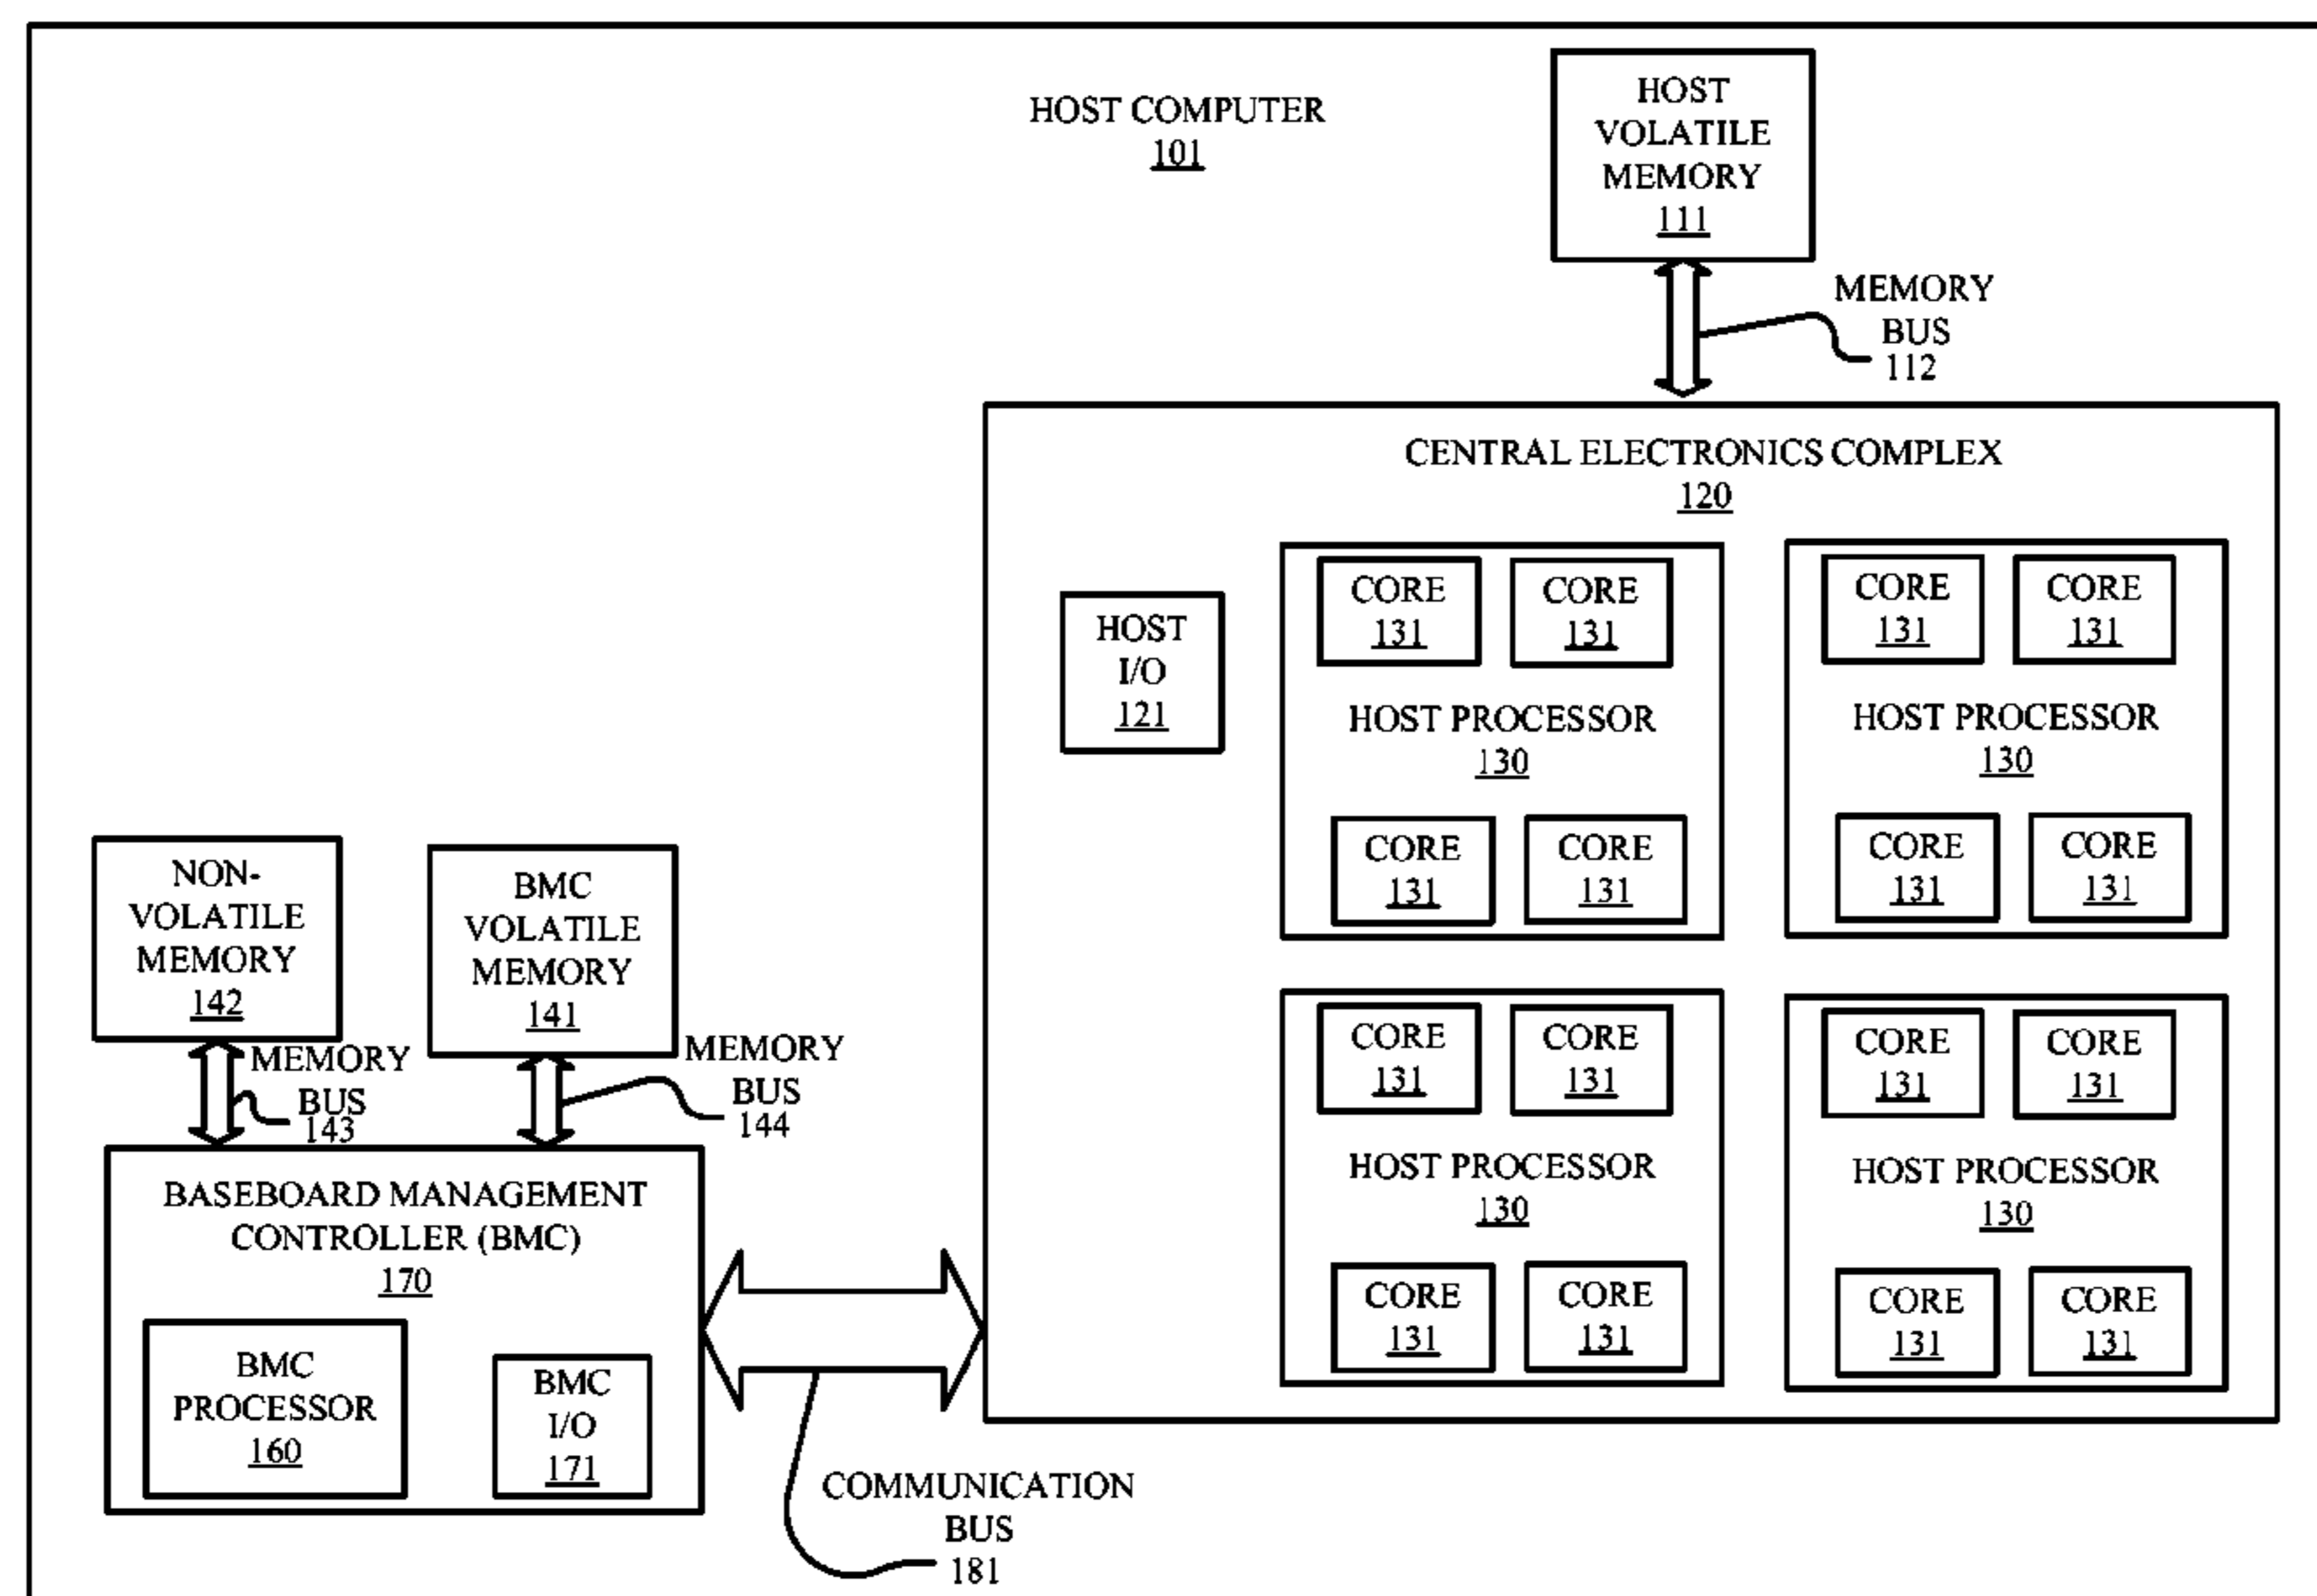 HOST COMPUTER
101
HOST
VOLATILE
MEMORY
111
MEMORY
BUS
112
CENTRAL ELECTRONICS COMPLEX
120
HOST
I/O
121
CORE
131
CORE
131
HOST PROCESSOR
130
CORE
131
CORE
131
CORE
131
CORE
131
HOST PROCESSOR
130
CORE
131
CORE
131
CORE
131
CORE
131
HOST PROCESSOR
130
CORE
131
CORE
131
CORE
131
CORE
131
HOST PROCESSOR
130
CORE
131
CORE
131
NON-
VOLATILE
MEMORY
142
BMC
VOLATILE
MEMORY
141
MEMORY
BUS
143
MEMORY
BUS
144
BASEBOARD MANAGEMENT
CONTROLLER (BMC)
170
BMC
PROCESSOR
160
BMC
I/O
171
COMMUNICATION
BUS
181